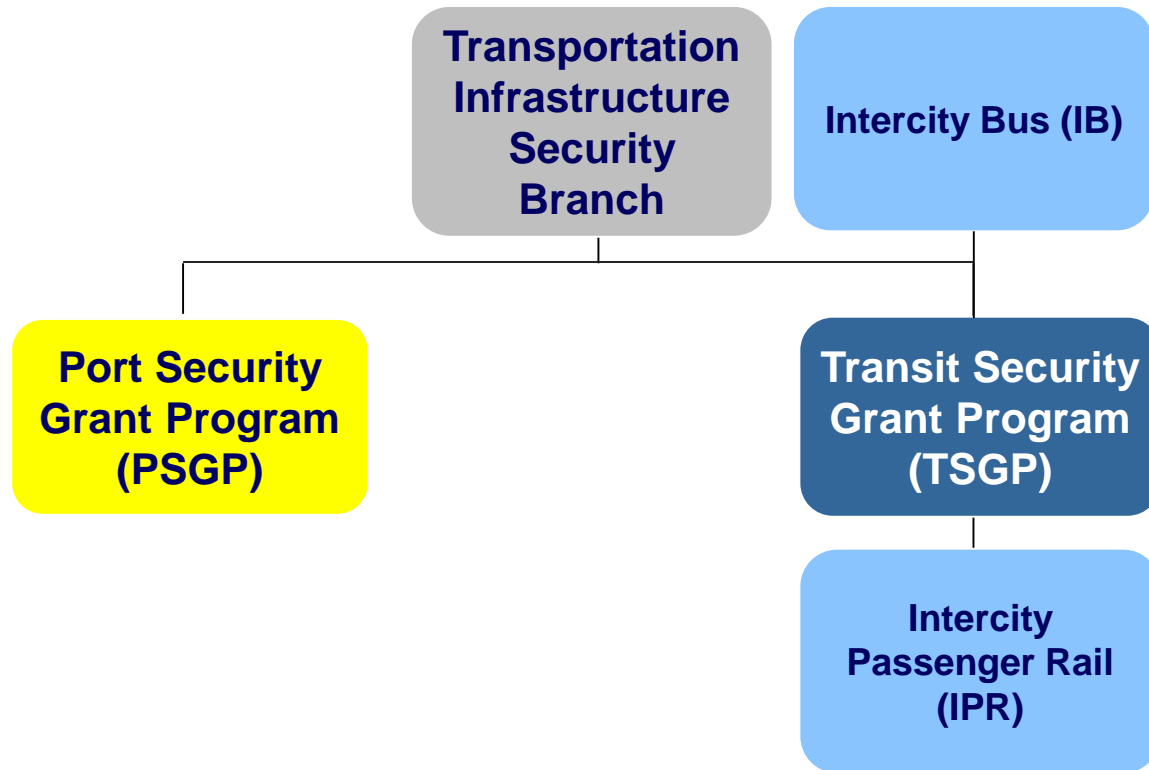 Transportation
Infrastructure
Security
Branch
Intercity Bus (IB)
Port Security
Grant Program
(PSGP)
Transit Security
Grant Program
(TSGP)
Intercity
Passenger Rail
(IPR)